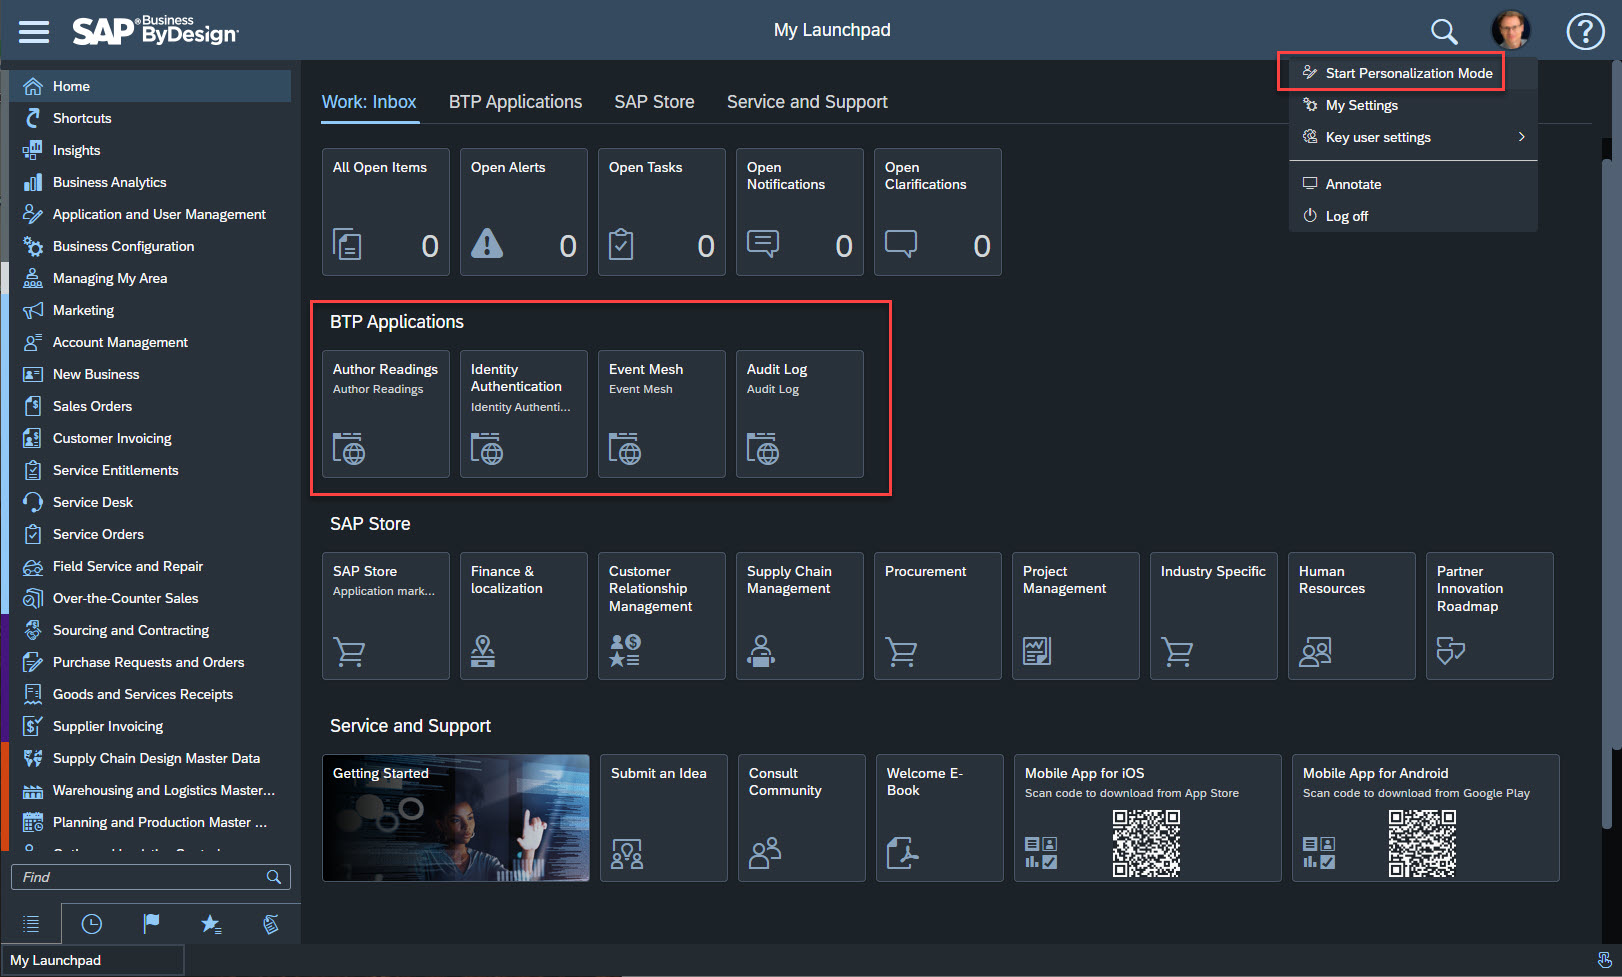 SAP Business ByDesign
My Launchpad
Home
Shortcuts
Insights
Business Analytics
Application and User Management
Business Configuration
Managing My Area
Marketing
Account Management
New Business
Sales Orders
Customer Invoicing
Service Entitlements
Service Desk
Service Orders
Field Service and Repair
Over-the-Counter Sales
Sourcing and Contracting
Purchase Requests and Orders
Goods and Services Receipts
Supplier Invoicing
Supply Chain Design Master Data
Warehousing and Logistics Master...
Planning and Production Master ...
Find
My Launchpad
Start Personalization Mode
My Settings
Key user settings
Annotate
Log off
Work: Inbox
BTP Applications
SAP Store
Service and Support
All Open Items
0
Open Alerts
0
Open Tasks
0
Open
Notifications
0
Open
Clarifications
0
BTP Applications
Author Readings
Author Readings
Identity
Authentication
Identity Authenti...
Event Mesh
Event Mesh
Audit Log
Audit Log
SAP Store
SAP Store
Application mark...
Finance &
localization
Customer
Relationship
Management
Supply Chain
Management
Procurement
Project
Management
Industry Specific
Human
Resources
Partner
Innovation
Roadmap
Service and Support
Getting Started
Submit an Idea
Consult
Community
Welcome E-
Book
Mobile App for iOS
Scan code to download from App Store
Mobile App for Android
Scan code to download from Google Play